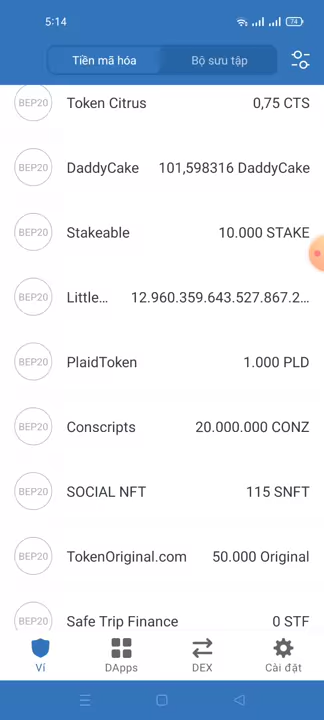 5:14
74
Tiền mã hóa
Bộ sưu tập
BEP20 Token Citrus 0,75 CTS
BEP20 DaddyCake 101,598316 DaddyCake
BEP20 Stakeable 10.000 STAKE
BEP20 Little... 12.960.359.643.527.867.2...
BEP20 PlaidToken 1.000 PLD
BEP20 Conscripts 20.000.000 CONZ
BEP20 SOCIAL NFT 115 SNFT
BEP20 TokenOriginal.com 50.000 Original
BEP20 Safe Trip Finance 0 STF
Ví DApps DEX Cài đặt